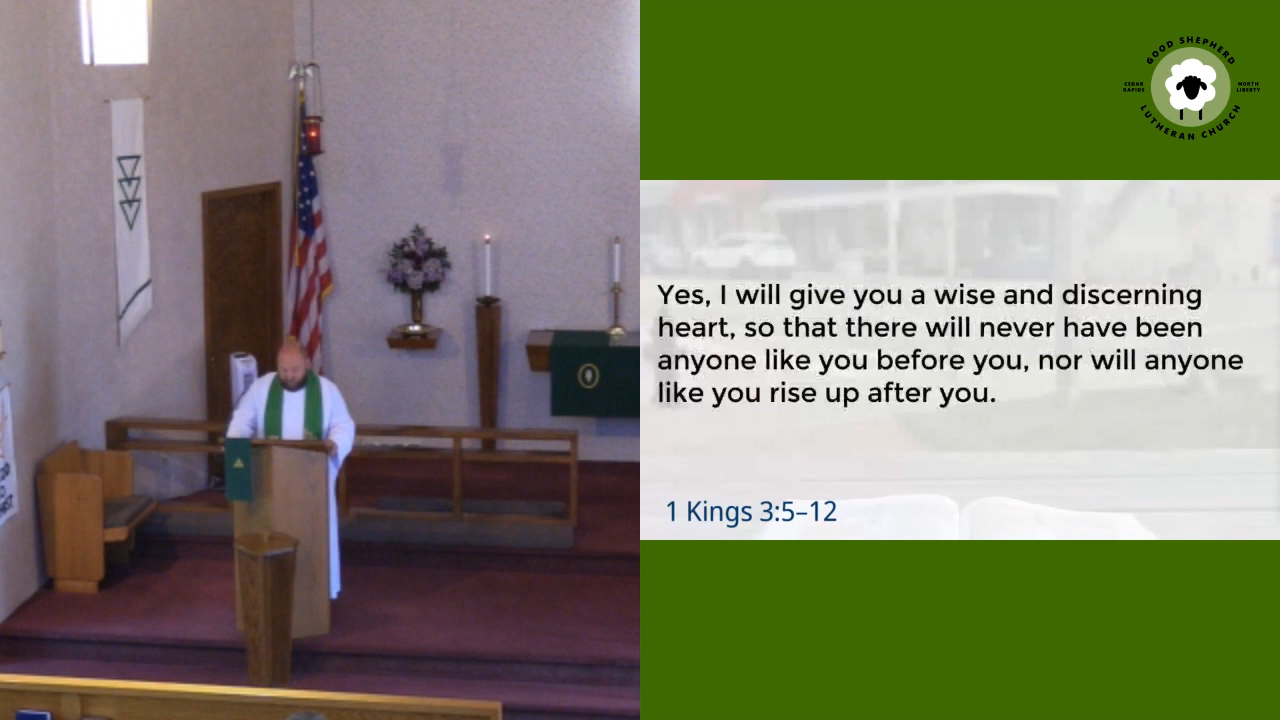 GOOD SHEPHERD
CEDAR RAPIDS
NORTH LIBERTY
LUTHERAN CHURCH
Yes, I will give you a wise and discerning
heart, so that there will never have been
anyone like you before you, nor will anyone
like you rise up after you.
1 Kings 3:5–12